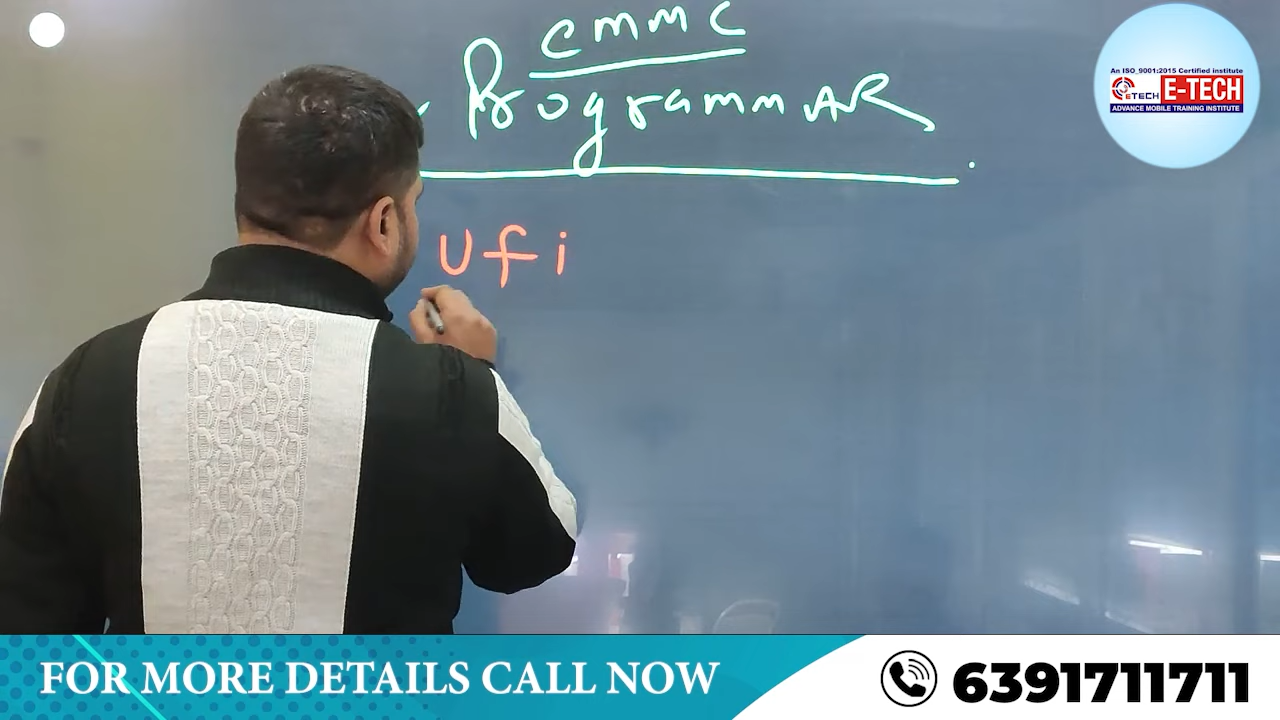 emmc
ProgrammAR
Ufi
An ISO_9001:2015 Certified institute
ETECH E-TECH
ADVANCE MOBILE TRAINING INSTITUTE
FOR MORE DETAILS CALL NOW
6391711711